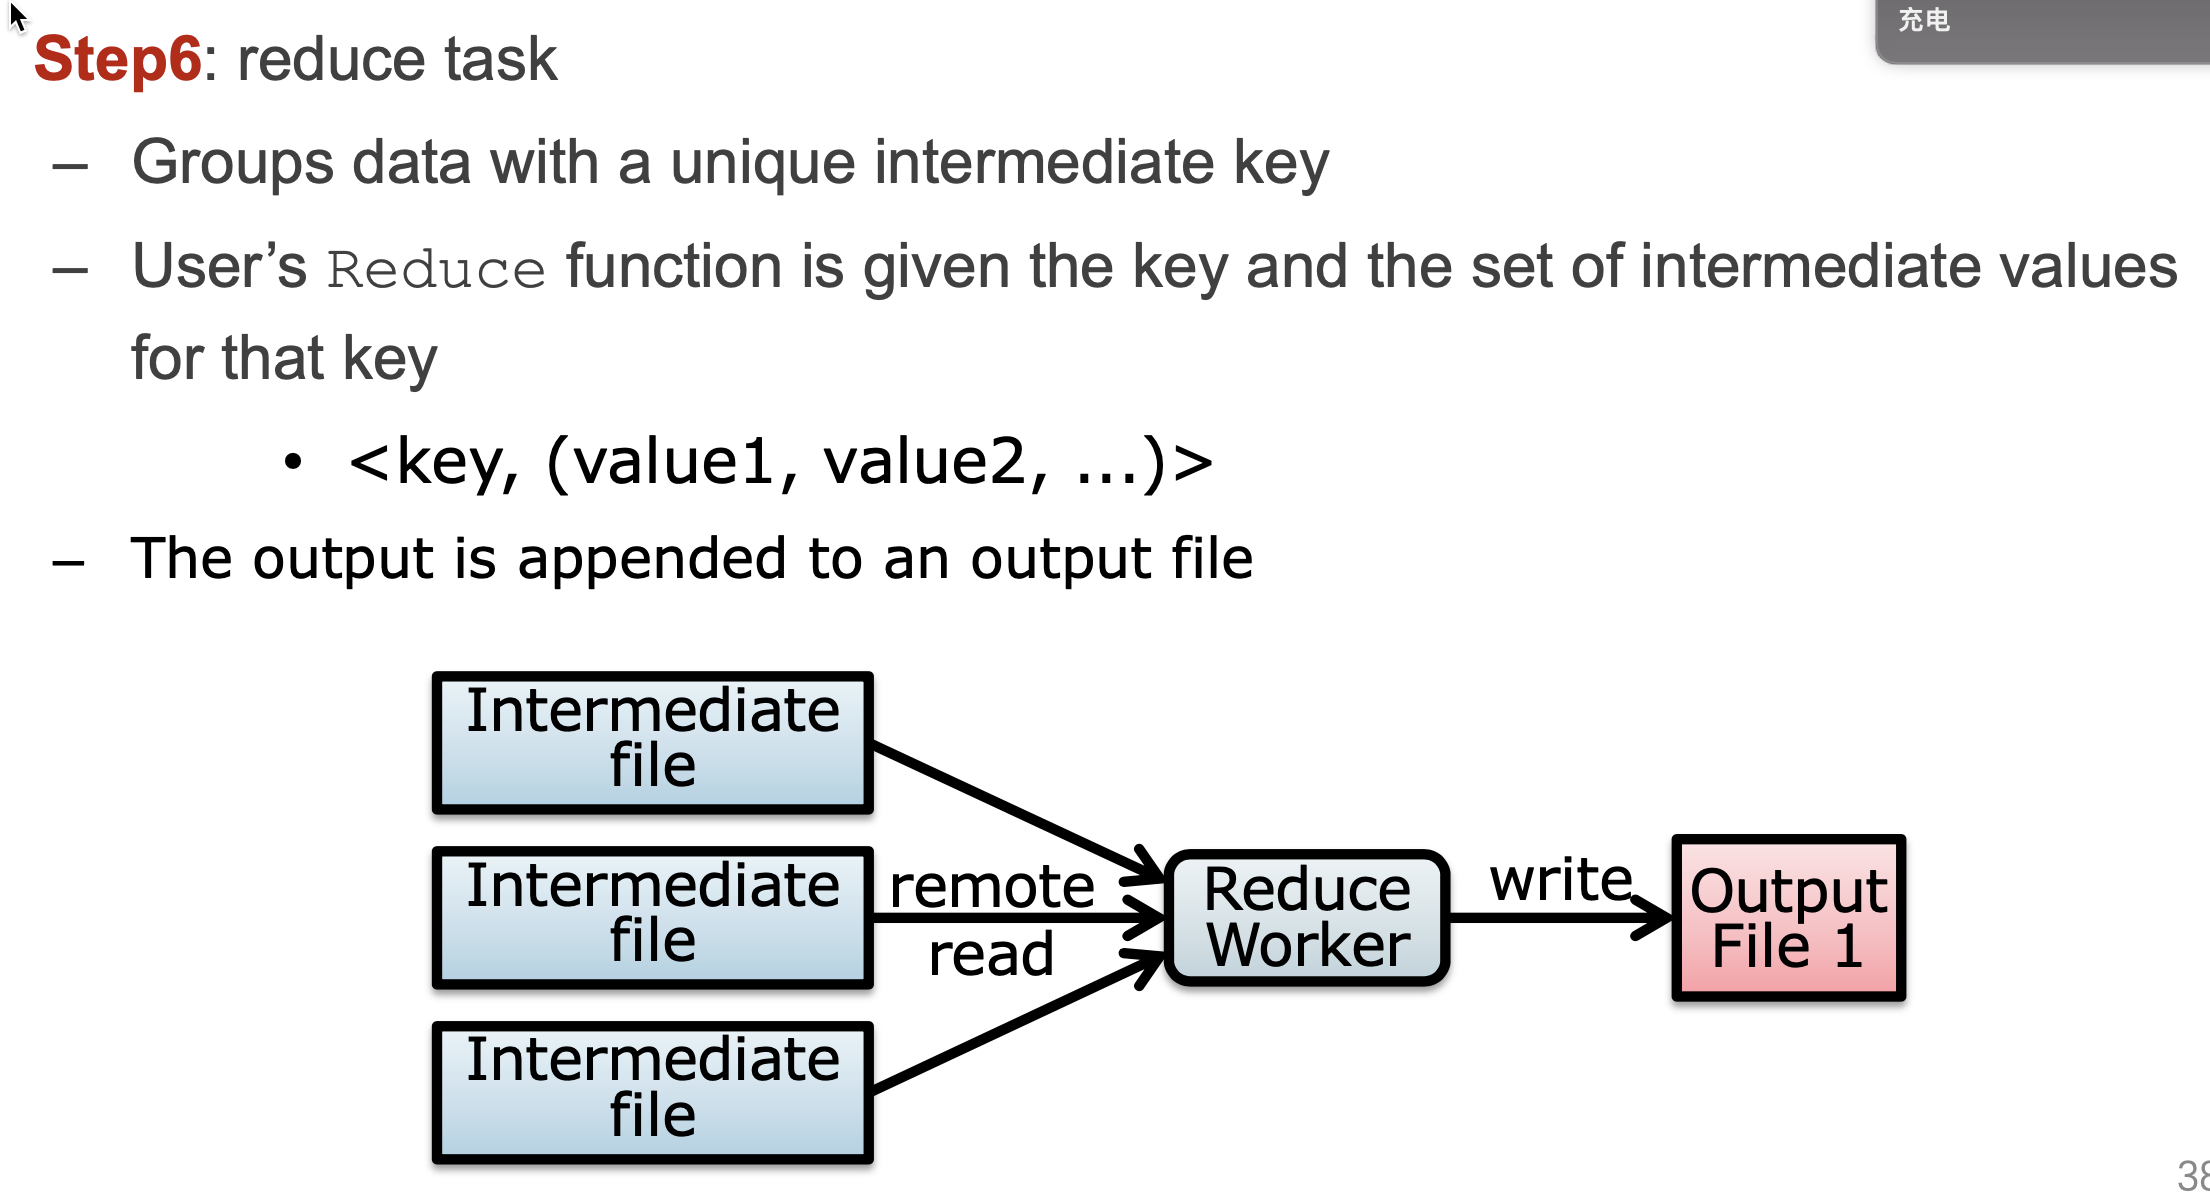 充电
Step6: reduce task
– Groups data with a unique intermediate key
– User’s Reduce function is given the key and the set of intermediate values
for that key
• <key, (value1, value2, ...)>
– The output is appended to an output file
Intermediate
file
Intermediate
file
Intermediate
file
remote
read
Reduce
Worker
write
Output
File 1
38